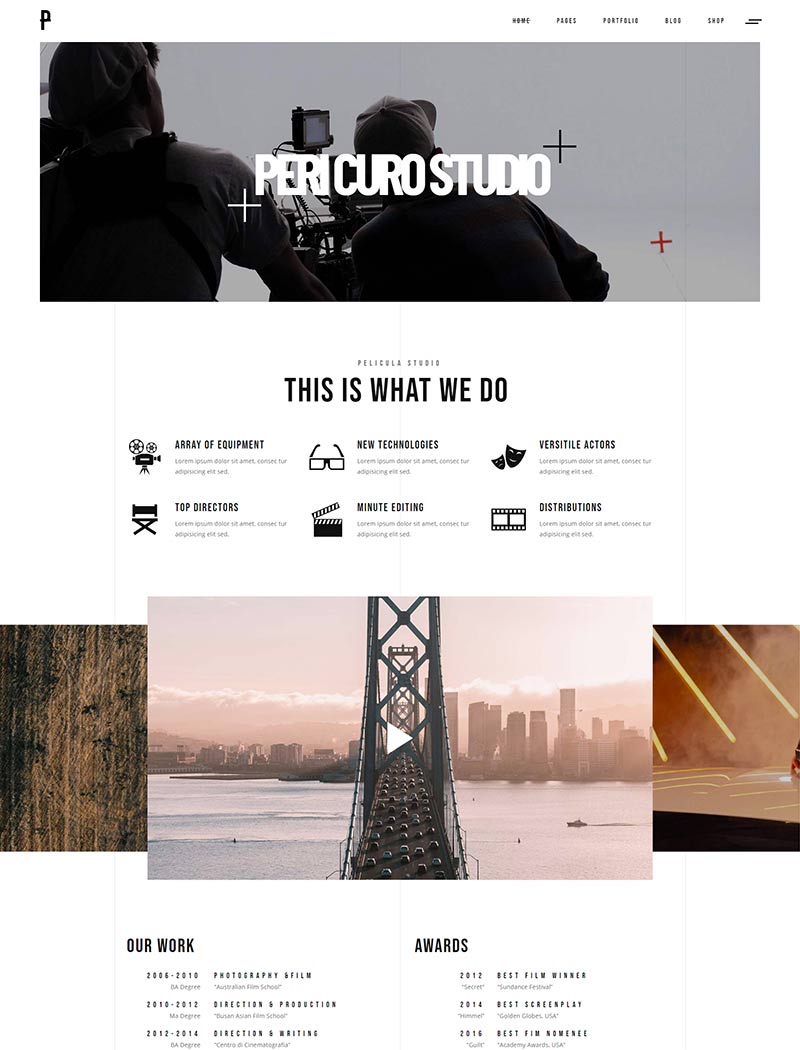 P
HOME PAGES PORTFOLIO BLOG SHOP
PERI CURO STUDIO
PELICULA STUDIO
THIS IS WHAT WE DO
ARRAY OF EQUIPMENT
Lorem ipsum dolor sit amet, consec tur
adipisicing elit sed.
NEW TECHNOLOGIES
Lorem ipsum dolor sit amet, consec tur
adipisicing elit sed.
VERSITILE ACTORS
Lorem ipsum dolor sit amet, consec tur
adipisicing elit sed.
TOP DIRECTORS
Lorem ipsum dolor sit amet, consec tur
adipisicing elit sed.
MINUTE EDITING
Lorem ipsum dolor sit amet, consec tur
adipisicing elit sed.
DISTRIBUTIONS
Lorem ipsum dolor sit amet, consec tur
adipisicing elit sed.
OUR WORK
2006-2010 PHOTOGRAPHY &FILM
BA Degree "Australian Film School"
2010-2012 DIRECTION & PRODUCTION
Ma Degree "Busan Asian Film School"
2012-2014 DIRECTION & WRITING
BA Degree "Centro di Cinematografia"
AWARDS
2012 BEST FILM WINNER
"Secret" "Sundance Festival"
2014 BEST SCREENPLAY
"Himmel" "Golden Globes, USA"
2016 BEST FIM NOMENEE
"Guilt" "Academy Awards, USA"